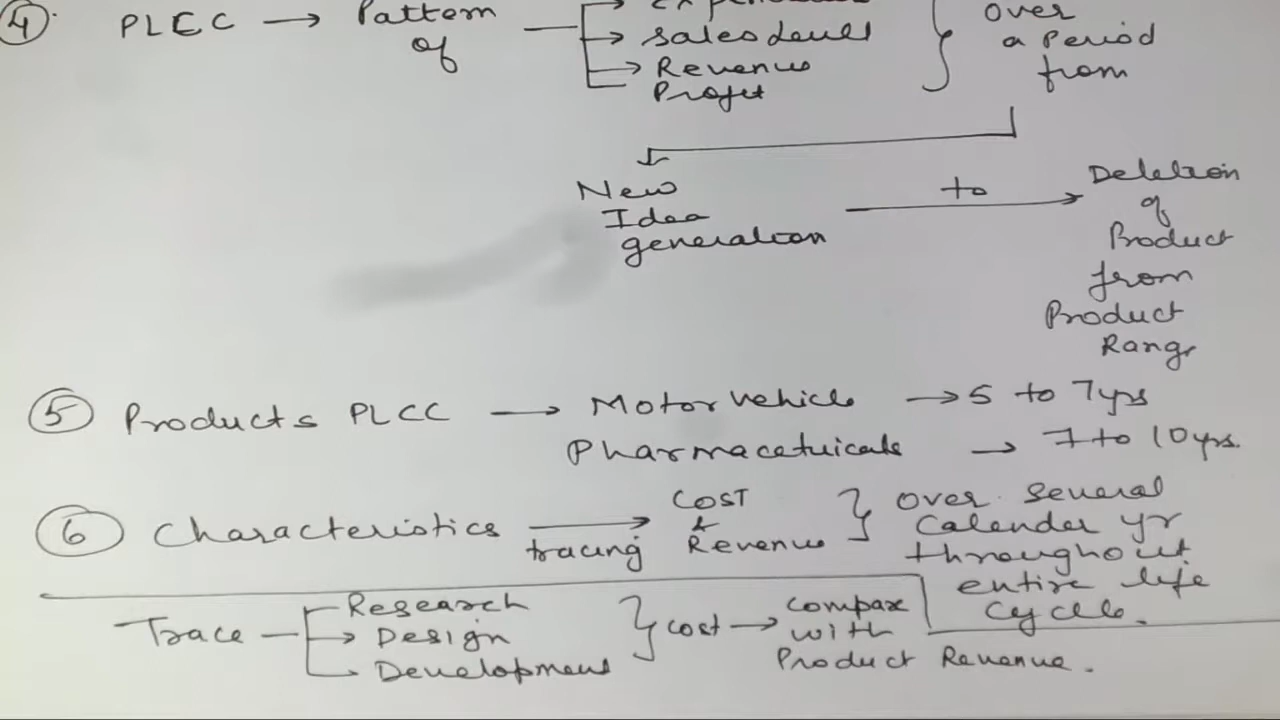 ④ PLCC → Pattern of
→ Sales levels
→ Revenue
Profit
Over a Period from
New Idea generation
to
Deletion of Product from Product Range
⑤ Products PLCC → Motor vehicle → 5 to 7 yrs
Pharmacetuicals → 7 to 10 yrs.
⑥ Characteristics → tracing Cost & Revenue } Over Several
Calender yr
throughout
entire life
Cycle.
Trace → Research
→ Design
→ Development
} Cost → Compare
with
Product Revenue.